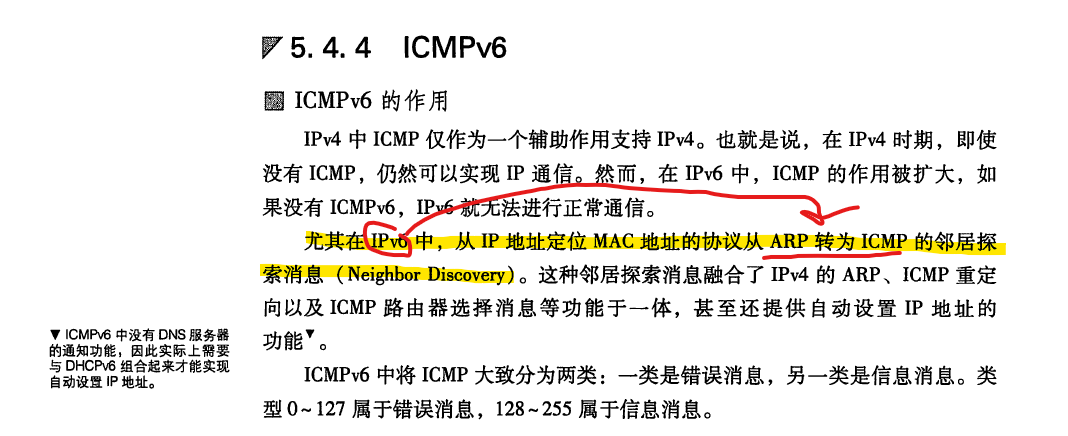 5.4.4 ICMPv6
ICMPv6 的作用
IPv4 中 ICMP 仅作为一个辅助作用支持 IPv4。也就是说，在 IPv4 时期，即使
没有 ICMP，仍然可以实现 IP 通信。然而，在 IPv6 中，ICMP 的作用被扩大，如
果没有 ICMPv6，IPv6 就无法进行正常通信。
尤其在 IPv6 中，从 IP 地址定位 MAC 地址的协议从 ARP 转为 ICMP 的邻居探
索消息（Neighbor Discovery）。这种邻居探索消息融合了 IPv4 的 ARP、ICMP 重定
向以及 ICMP 路由器选择消息等功能于一体，甚至还提供自动设置 IP 地址的
功能▼。
▼ ICMPv6 中没有 DNS 服务器
的通知功能，因此实际上需要
与 DHCPv6 组合起来才能实现
自动设置 IP 地址。
ICMPv6 中将 ICMP 大致分为两类：一类是错误消息，另一类是信息消息。类
型 0~127 属于错误消息，128~255 属于信息消息。